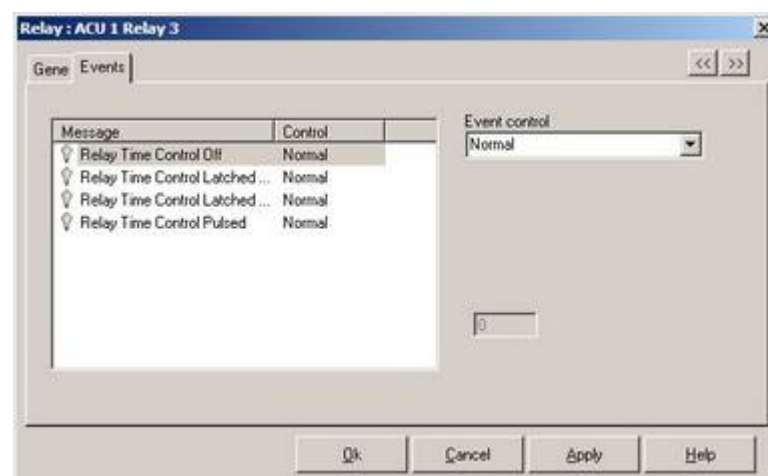 Relay : ACU 1 Relay 3
Gene Events << >>
Message Control
Relay Time Control Off Normal
Relay Time Control Latched ... Normal
Relay Time Control Latched ... Normal
Relay Time Control Pulsed Normal
Event control
Normal
0
Ok Cancel Apply Help